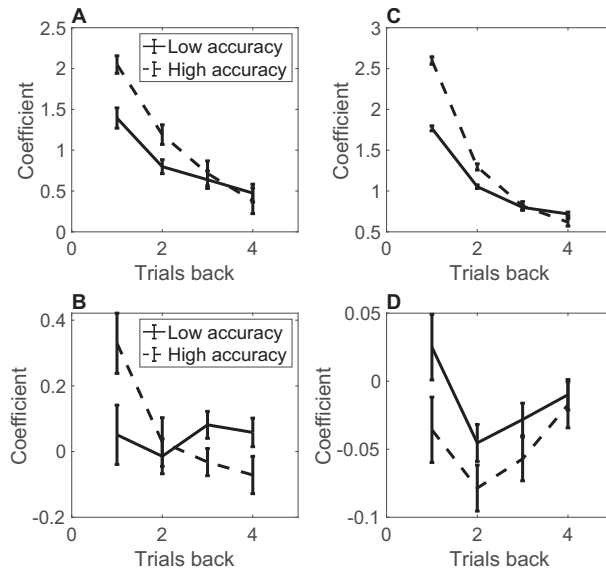 A
2.5
2
1.5
1
0.5
0
Coefficient
Low accuracy
High accuracy
0
2
4
Trials back
C
3
2.5
2
1.5
1
0.5
Coefficient
0
2
4
Trials back
B
0.4
0.2
0
-0.2
Coefficient
Low accuracy
High accuracy
0
2
4
Trials back
D
0.05
0
-0.05
-0.1
Coefficient
0
2
4
Trials back